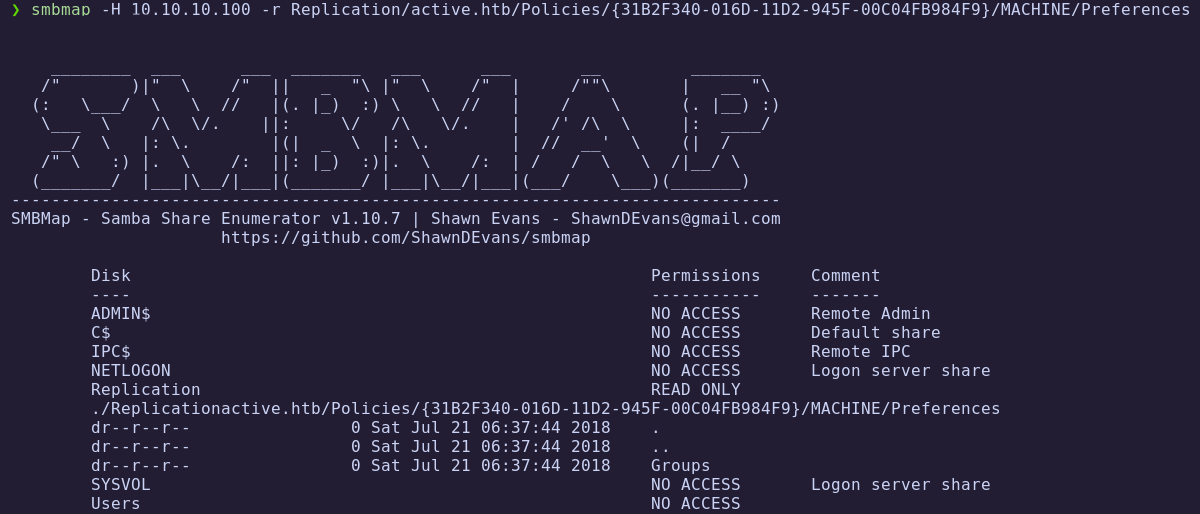 ❯ smbmap -H 10.10.10.100 -r Replication/active.htb/Policies/{31B2F340-016D-11D2-945F-00C04FB984F9}/MACHINE/Preferences
SMBMAP
-----------------------------------------------------------------------------
SMBMap - Samba Share Enumerator v1.10.7 | Shawn Evans - ShawnDEvans@gmail.com
https://github.com/ShawnDEvans/smbmap
Disk Permissions Comment
---- ----------- -------
ADMIN$ NO ACCESS Remote Admin
C$ NO ACCESS Default share
IPC$ NO ACCESS Remote IPC
NETLOGON NO ACCESS Logon server share
Replication READ ONLY
./Replicationactive.htb/Policies/{31B2F340-016D-11D2-945F-00C04FB984F9}/MACHINE/Preferences
dr--r--r-- 0 Sat Jul 21 06:37:44 2018 .
dr--r--r-- 0 Sat Jul 21 06:37:44 2018 ..
dr--r--r-- 0 Sat Jul 21 06:37:44 2018 Groups
SYSVOL NO ACCESS Logon server share
Users NO ACCESS